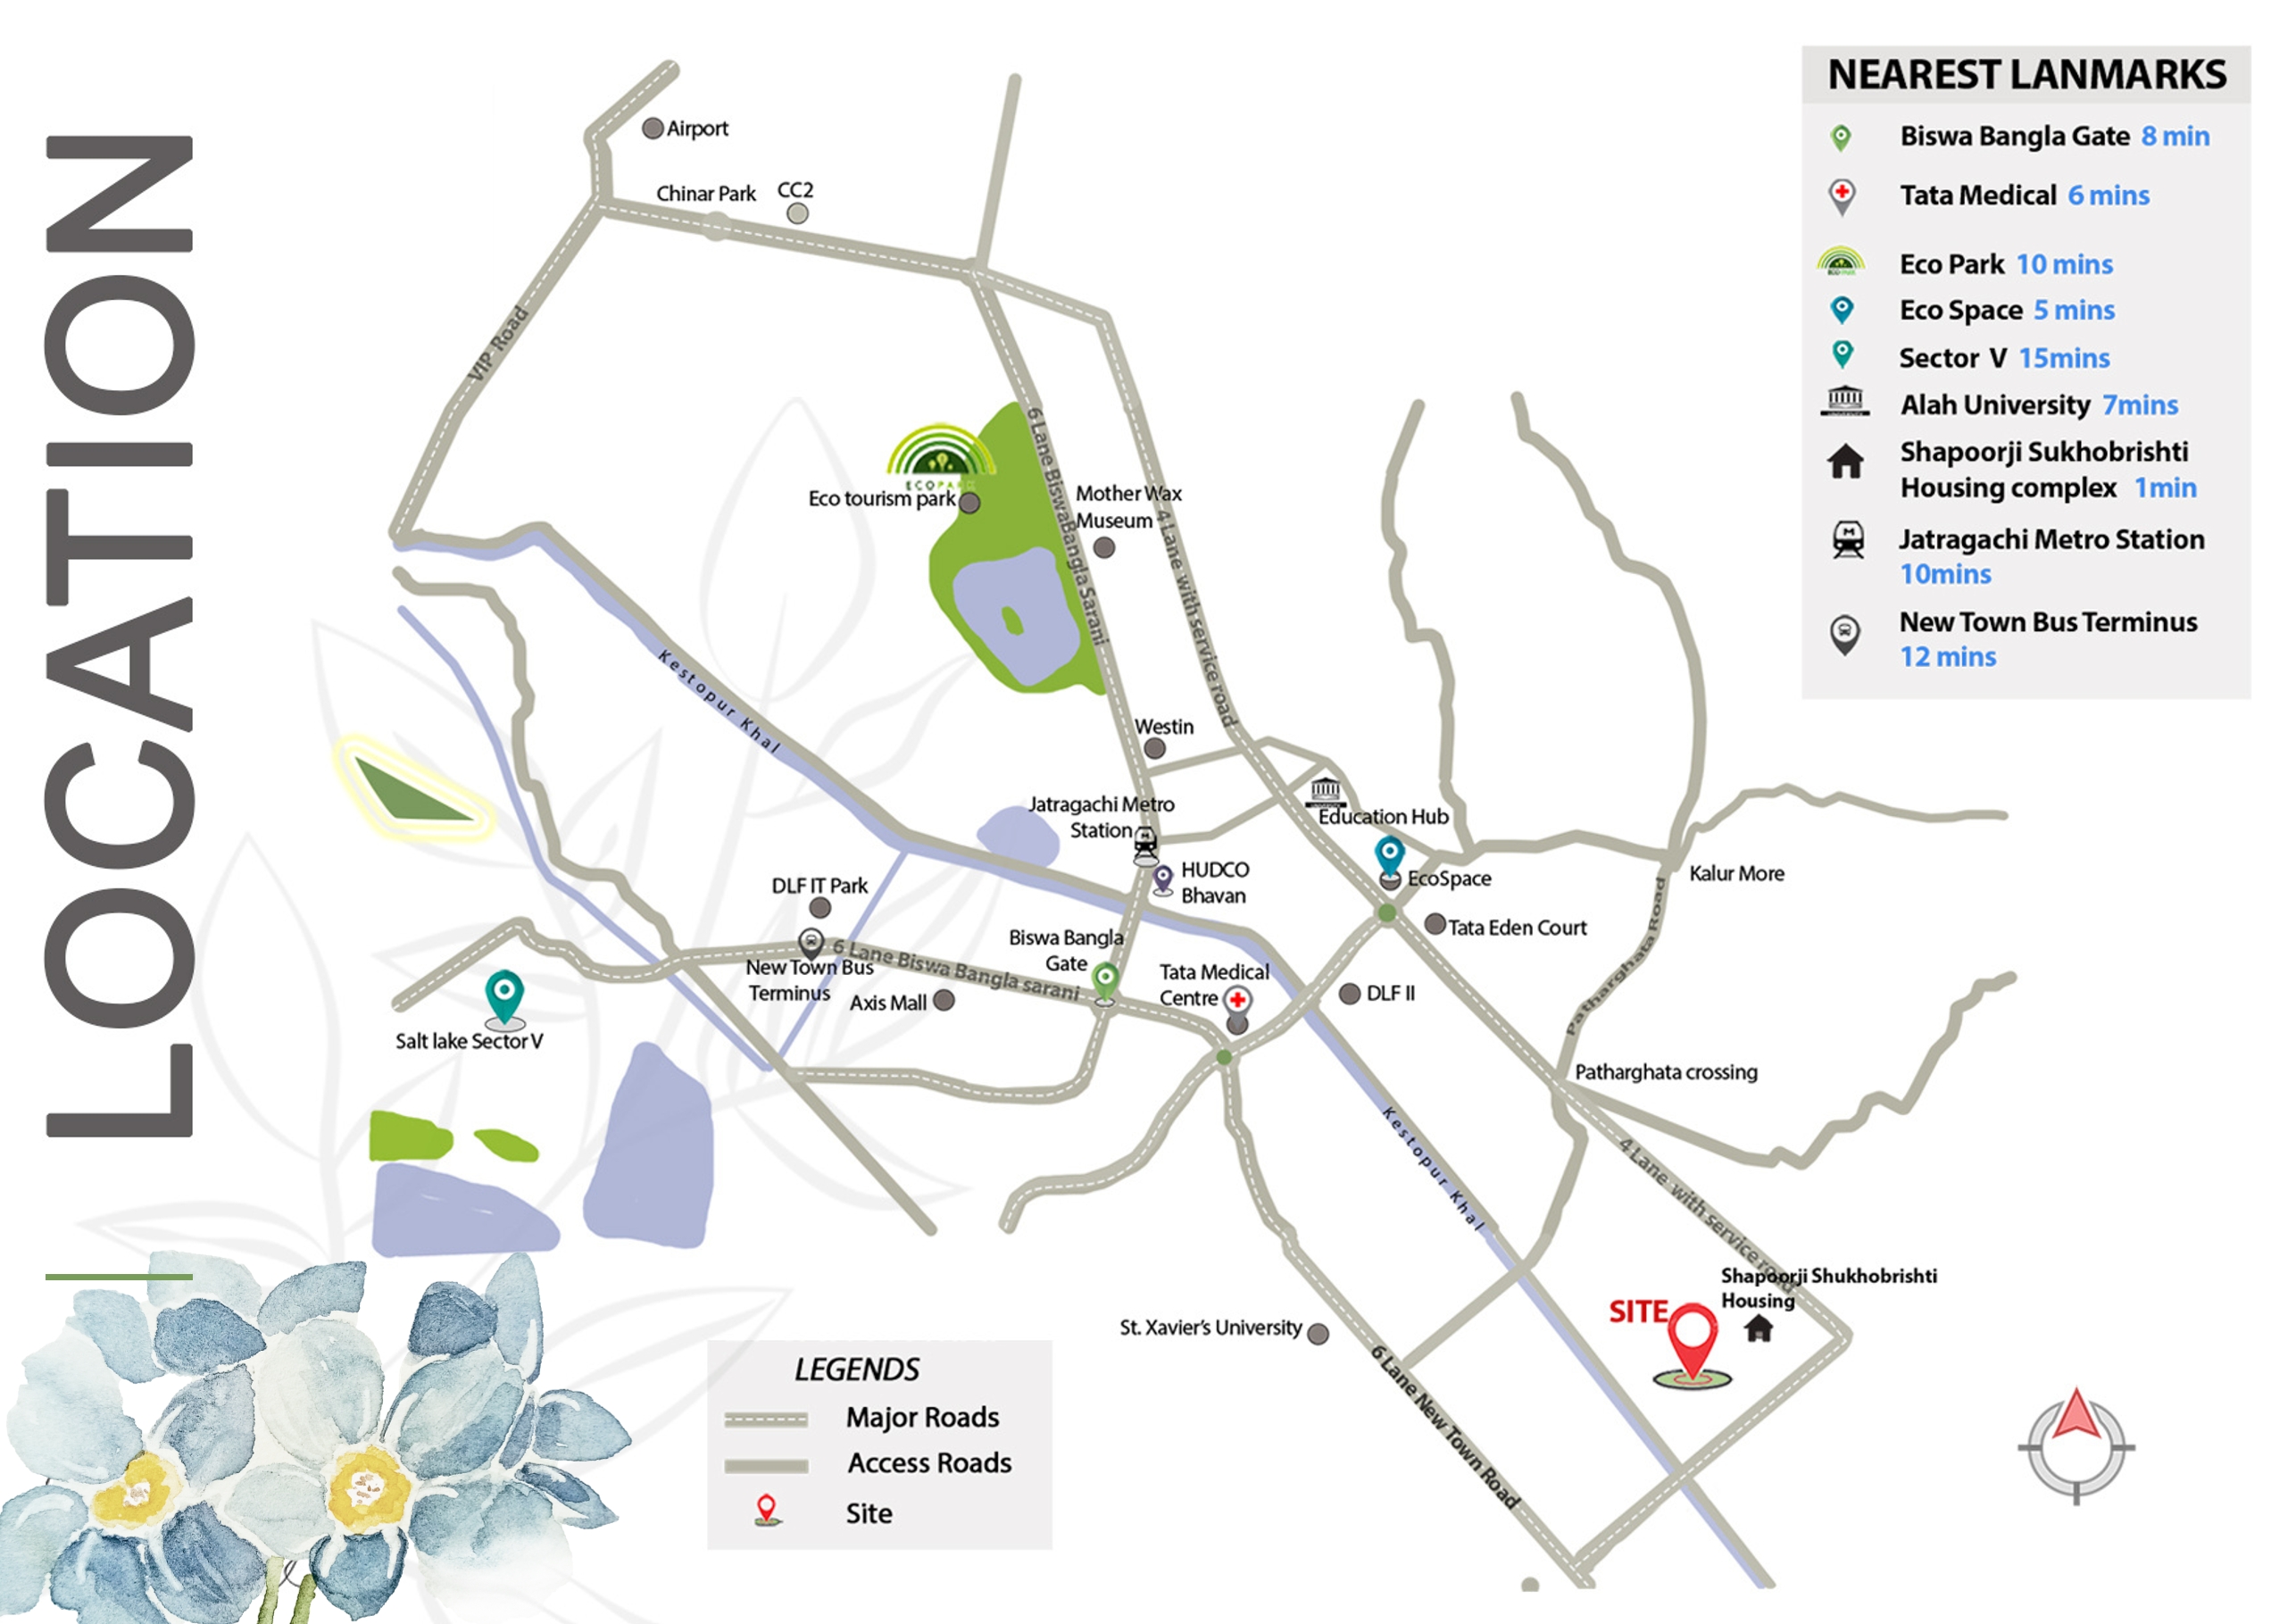 LOCATION
NEAREST LANMARKS
Biswa Bangla Gate 8 min
Tata Medical 6 mins
Eco Park 10 mins
Eco Space 5 mins
Sector V 15mins
Alah University 7mins
Shapoorji Sukhobrishti
Housing complex 1min
Jatragachi Metro Station
10mins
New Town Bus Terminus
12 mins
Airport
Chinar Park
CC2
VIP Road
6 Lane BiswaBangla Sarani
4 Lane with service road
ECOPARK
Eco tourism park
Mother Wax
Museum
Kestopur Khal
Westin
Jatragachi Metro
Station
Education Hub
HUDCO
Bhavan
EcoSpace
Kalur More
DLF IT Park
Tata Eden Court
Patharghata Road
Biswa Bangla
Gate
6 Lane Biswa Bangla sarani
New Town Bus
Terminus
Axis Mall
Tata Medical
Centre
DLF II
Salt lake Sector V
Patharghata crossing
Kestopur Khal
4 Lane with service road
Shapoorji Shukhobrishti
Housing
SITE
St. Xavier's University
6 Lane New Town Road
LEGENDS
Major Roads
Access Roads
Site